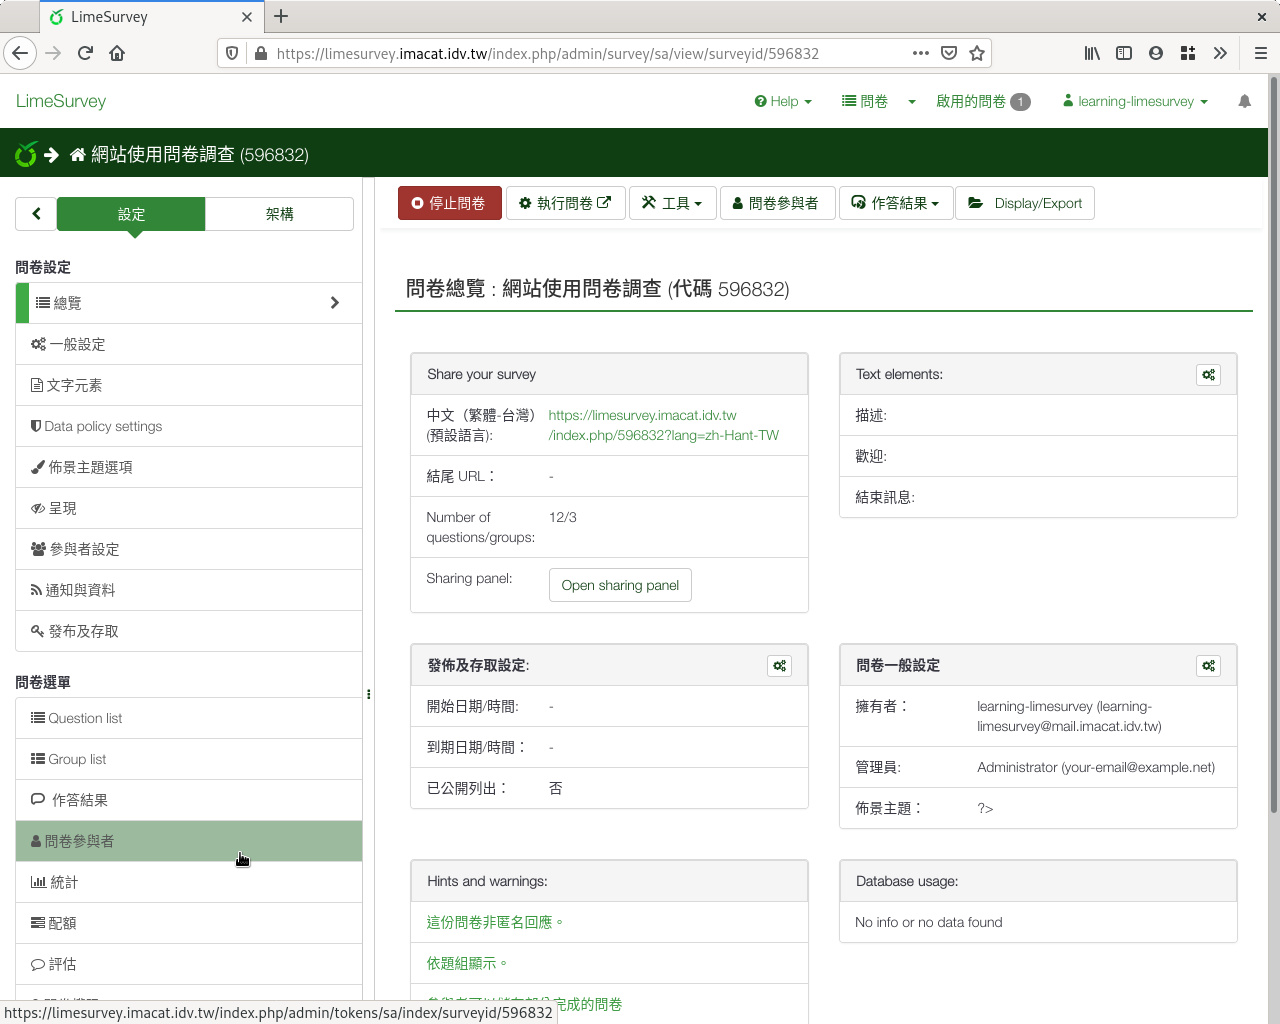 LimeSurvey
https://limesurvey.imacat.idv.tw/index.php/admin/survey/sa/view/surveyid/596832
LimeSurvey
Help
問卷
啟用的問卷 1
learning-limesurvey
網站使用問卷調查 (596832)
設定
架構
停止問卷
執行問卷
工具
問卷參與者
作答結果
Display/Export
問卷設定
總覽
一般設定
文字元素
Data policy settings
佈景主題選項
呈現
參與者設定
通知與資料
發布及存取
問卷選單
Question list
Group list
作答結果
問卷參與者
統計
配額
評估
問卷總覽 : 網站使用問卷調查 (代碼 596832)
Share your survey
中文（繁體-台灣）
(預設語言):
https://limesurvey.imacat.idv.tw
/index.php/596832?lang=zh-Hant-TW
結尾 URL： -
Number of
questions/groups:
12/3
Sharing panel:
Open sharing panel
Text elements:
描述:
歡迎:
結束訊息:
發佈及存取設定:
開始日期/時間: -
到期日期/時間： -
已公開列出： 否
問卷一般設定
擁有者：
learning-limesurvey (learning-
limesurvey@mail.imacat.idv.tw)
管理員: Administrator (your-email@example.net)
佈景主題： ?>
Hints and warnings:
這份問卷非匿名回應。
依題組顯示。
完成的問卷
Database usage:
No info or no data found
https://limesurvey.imacat.idv.tw/index.php/admin/tokens/sa/index/surveyid/596832